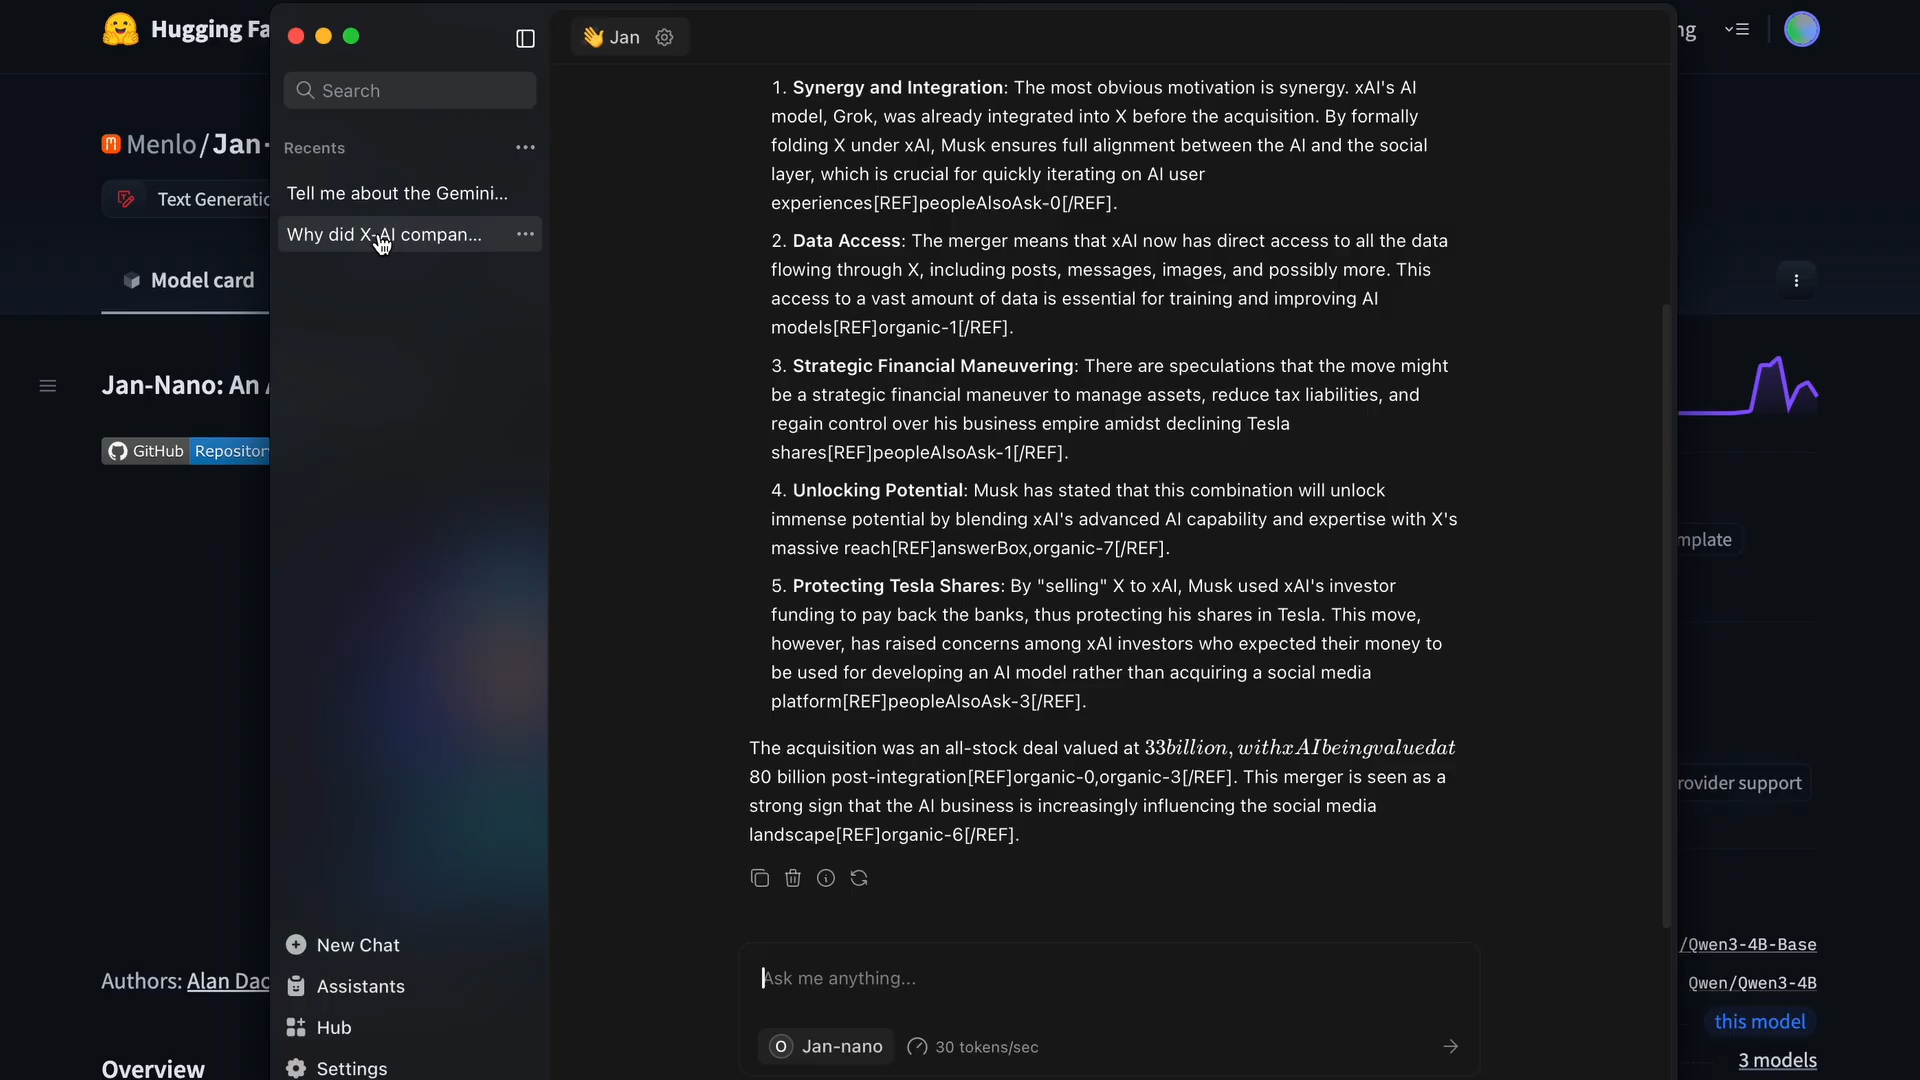 Hugging Fa
ng
Menlo/Jan-
Text Generatio
Model card
Jan-Nano: An A
GitHub Repository
Authors: Alan Dao
Overview
Search
Recents
Tell me about the Gemini...
Why did X-AI compan...
New Chat
Assistants
Hub
Settings
👋 Jan
1. Synergy and Integration: The most obvious motivation is synergy. xAI's AI
model, Grok, was already integrated into X before the acquisition. By formally
folding X under xAI, Musk ensures full alignment between the AI and the social
layer, which is crucial for quickly iterating on AI user
experiences[REF]peopleAlsoAsk-0[/REF].
2. Data Access: The merger means that xAI now has direct access to all the data
flowing through X, including posts, messages, images, and possibly more. This
access to a vast amount of data is essential for training and improving AI
models[REF]organic-1[/REF].
3. Strategic Financial Maneuvering: There are speculations that the move might
be a strategic financial maneuver to manage assets, reduce tax liabilities, and
regain control over his business empire amidst declining Tesla
shares[REF]peopleAlsoAsk-1[/REF].
4. Unlocking Potential: Musk has stated that this combination will unlock
immense potential by blending xAI's advanced AI capability and expertise with X's
massive reach[REF]answerBox,organic-7[/REF].
5. Protecting Tesla Shares: By "selling" X to xAI, Musk used xAI's investor
funding to pay back the banks, thus protecting his shares in Tesla. This move,
however, has raised concerns among xAI investors who expected their money to
be used for developing an AI model rather than acquiring a social media
platform[REF]peopleAlsoAsk-3[/REF].
The acquisition was an all-stock deal valued at 33billion,withxAIbeingvaluedat
80 billion post-integration[REF]organic-0,organic-3[/REF]. This merger is seen as a
strong sign that the AI business is increasingly influencing the social media
landscape[REF]organic-6[/REF].
Ask me anything...
O Jan-nano 30 tokens/sec
mplate
rovider support
/Qwen3-4B-Base
Qwen/Qwen3-4B
this model
3 models